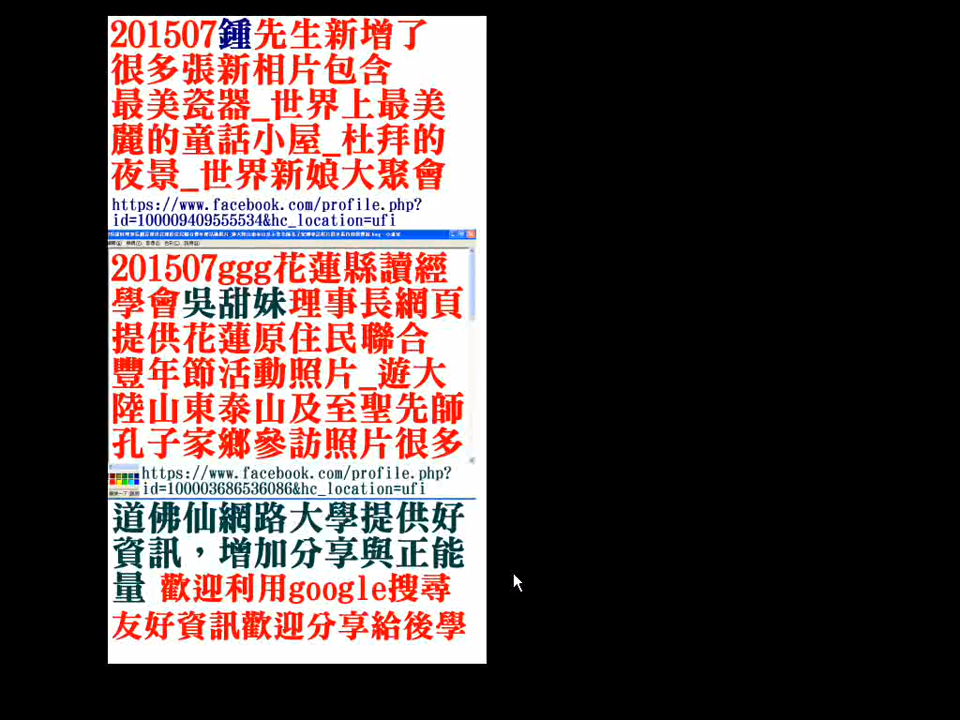 201507鍾先生新增了
很多張新相片包含
最美瓷器_世界上最美
麗的童話小屋_杜拜的
夜景_世界新娘大聚會
https://www.facebook.com/profile.php?
id=100009409555534&hc_location=ufi
201507ggg花蓮縣讀經
學會吳甜妹理事長網頁
提供花蓮原住民聯合
豐年節活動照片_遊大
陸山東泰山及至聖先師
孔子家鄉參訪照片很多
https://www.facebook.com/profile.php?
id=100003686536086&hc_location=ufi
道佛仙網路大學提供好
資訊，增加分享與正能
量 歡迎利用google搜尋
友好資訊歡迎分享給後學